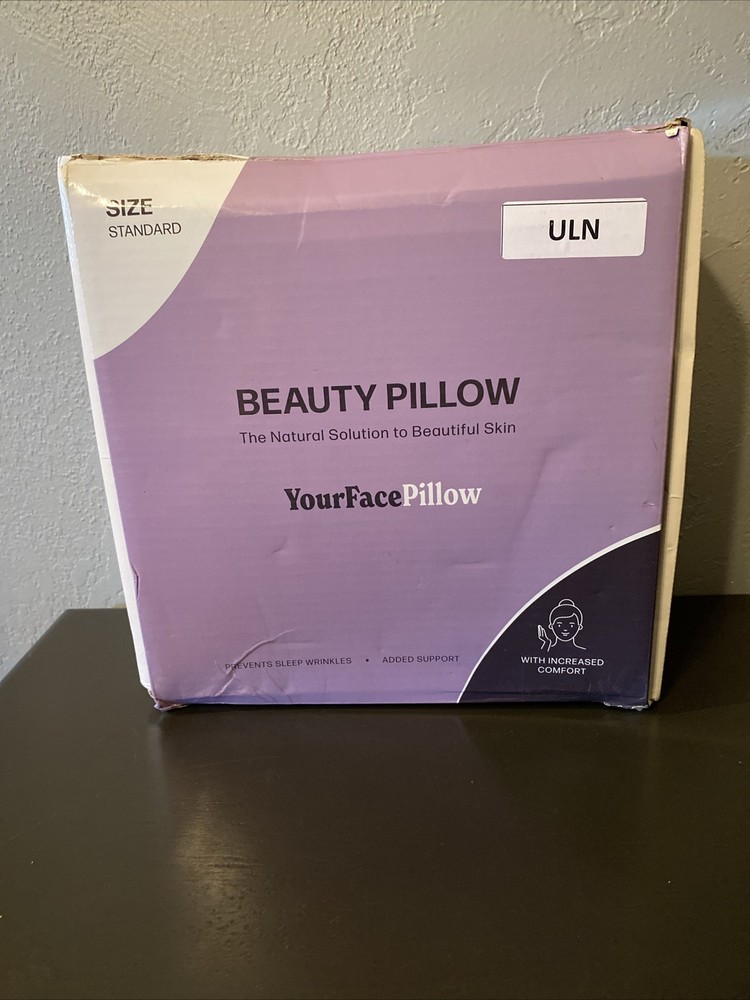 SIZE
STANDARD
ULN
BEAUTY PILLOW
The Natural Solution to Beautiful Skin
YourFacePillow
PREVENTS SLEEP WRINKLES • ADDED SUPPORT
WITH INCREASED
COMFORT